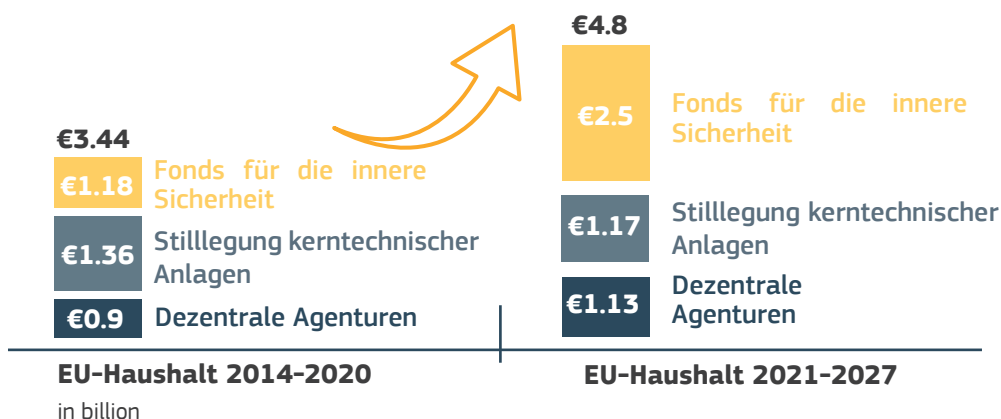 €3.44
€1.18
Fonds für die innere
Sicherheit
€1.36
Stilllegung kerntechnischer
Anlagen
€0.9
Dezentrale Agenturen
EU-Haushalt 2014-2020
in billion
€4.8
€2.5
Fonds für die innere
Sicherheit
€1.17
Stilllegung kerntechnischer
Anlagen
€1.13
Dezentrale
Agenturen
EU-Haushalt 2021-2027